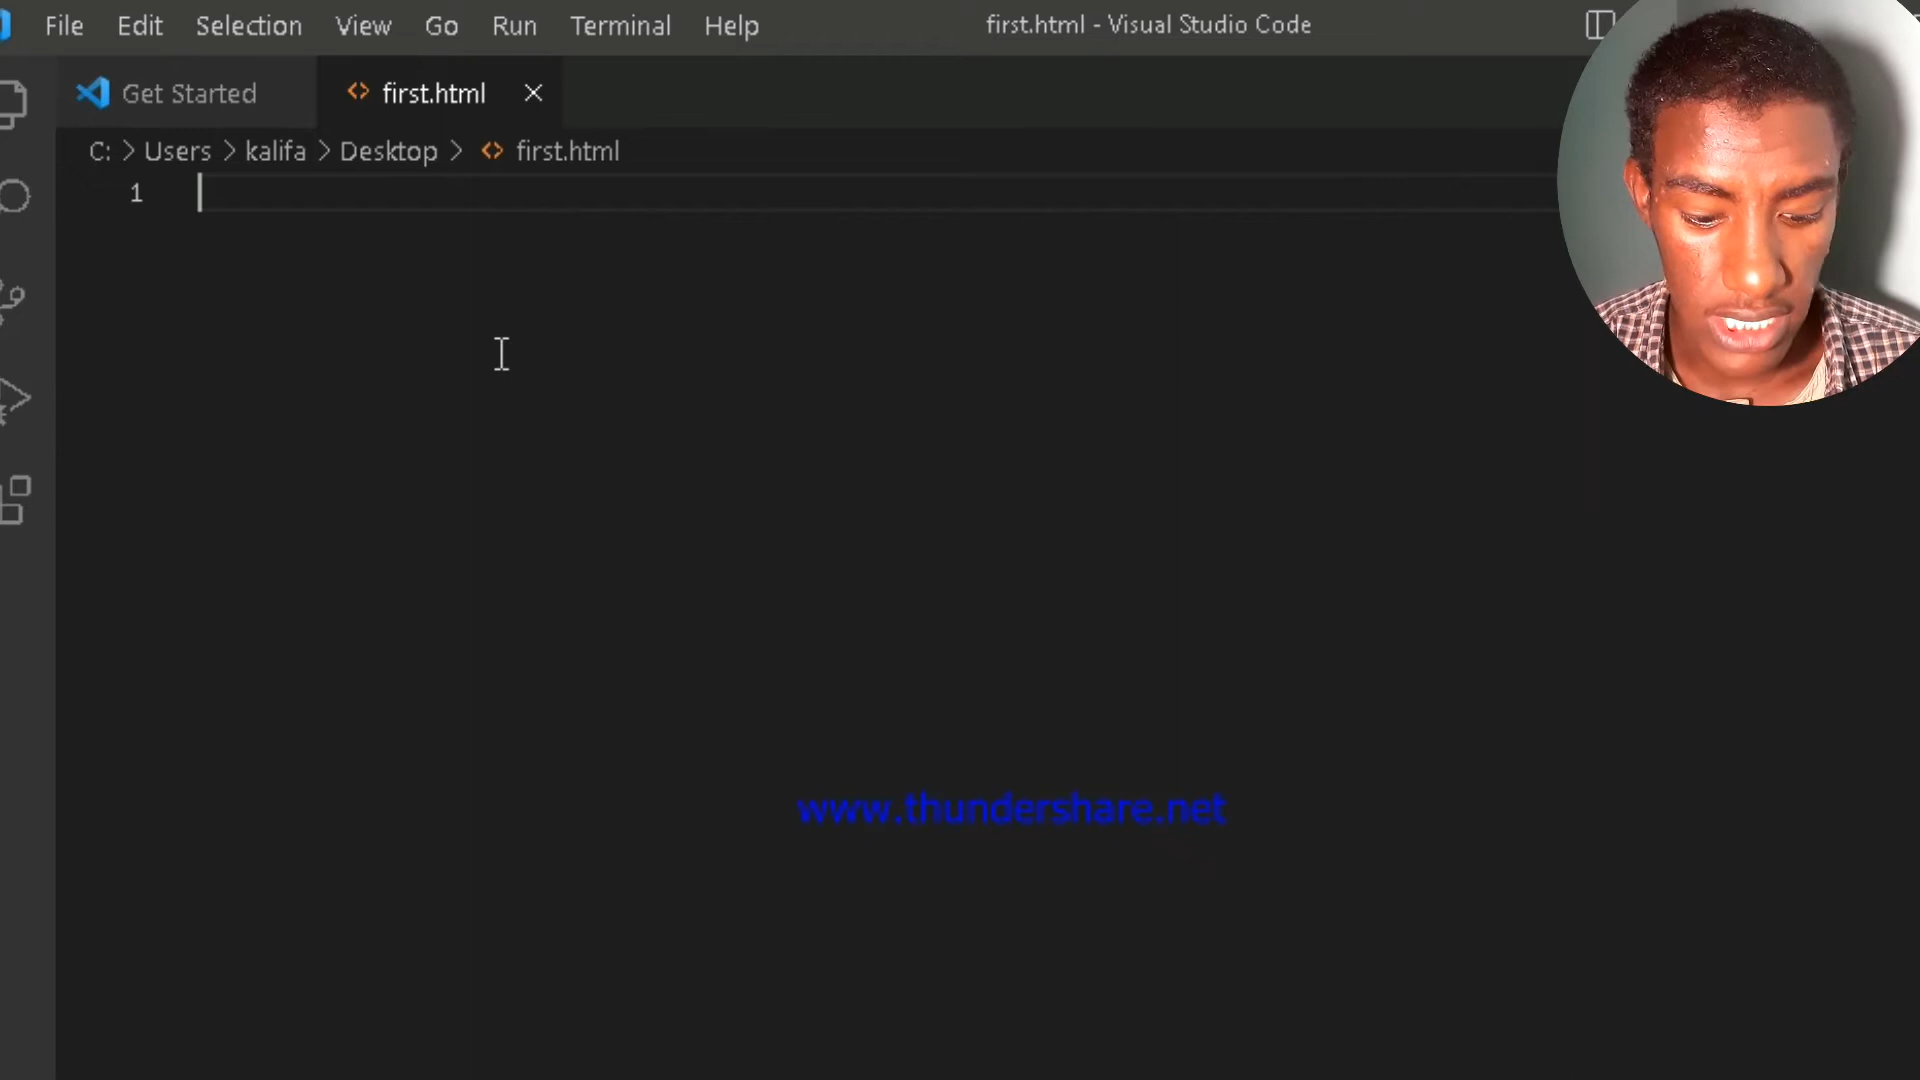 File Edit Selection View Go Run Terminal Help first.html - Visual Studio Code
Get Started first.html
C: > Users > kalifa > Desktop > first.html
1
www.thundershare.net